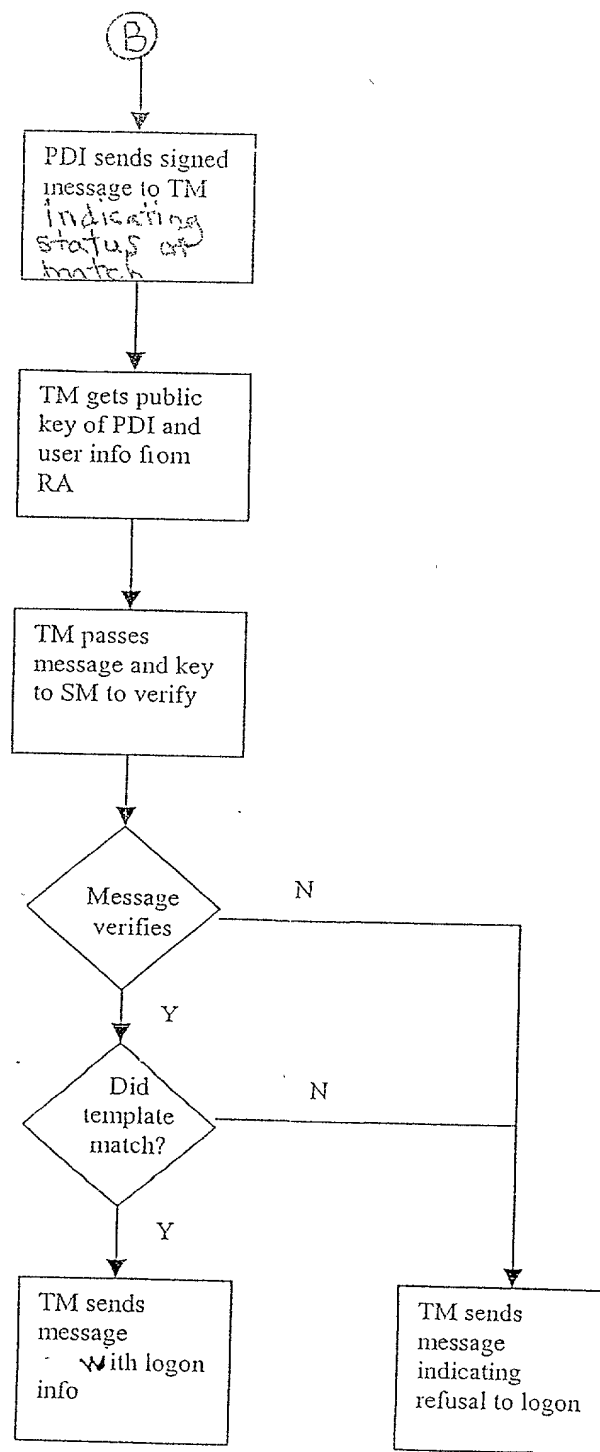 B
PDI sends signed
message to TM
indicating
status of
match
TM gets public
key of PDI and
user info from
RA
TM passes
message and key
to SM to verify
Message
verifies
N
Y
Did
template
match?
N
Y
TM sends
message
with logon
info
TM sends
message
indicating
refusal to logon